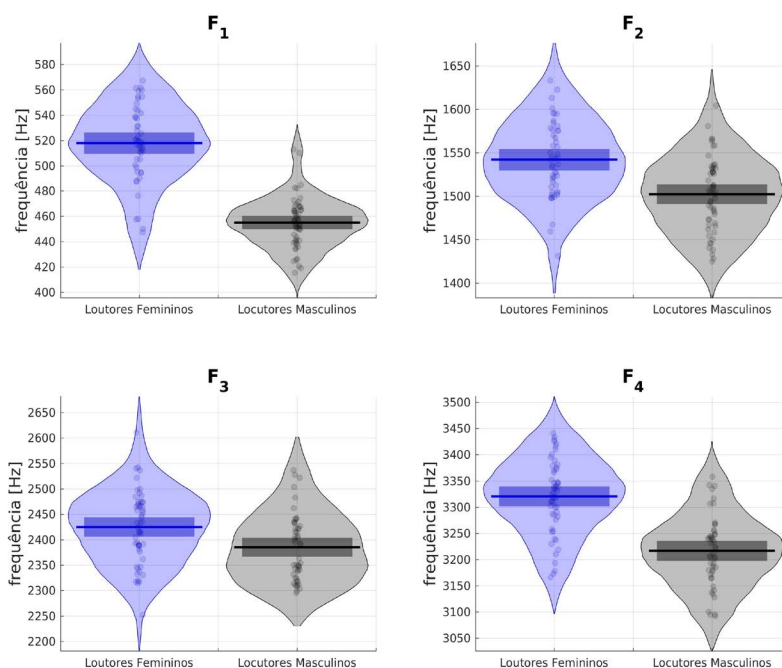 F1
frequência [Hz]
580
560
540
520
500
480
460
440
420
400
Loutores Femininos
Locutores Masculinos
F2
frequência [Hz]
1650
1600
1550
1500
1450
1400
Loutores Femininos
Locutores Masculinos
F3
frequência [Hz]
2650
2600
2550
2500
2450
2400
2350
2300
2250
2200
Loutores Femininos
Locutores Masculinos
F4
frequência [Hz]
3500
3450
3400
3350
3300
3250
3200
3150
3100
3050
Loutores Femininos
Locutores Masculinos